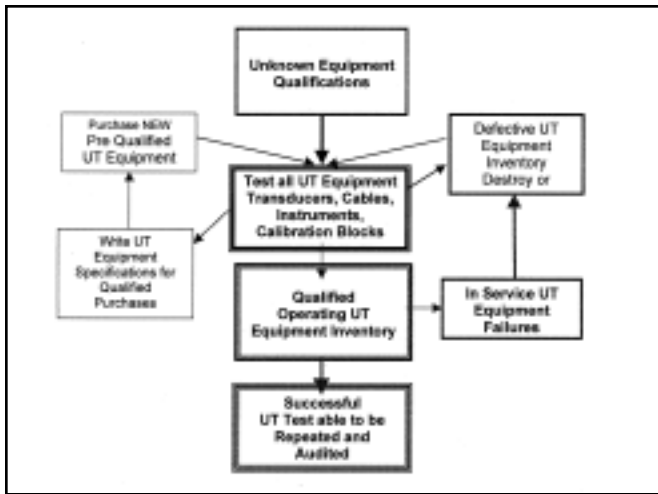 Unknown Equipment
Qualifications
Purchase NEW
Pre Qualified
UT Equipment
Defective UT
Equipment
Inventory
Destroy or
Test all UT Equipment
Transducers, Cables,
Instruments,
Calibration Blocks
Write UT
Equipment
Specifications for
Qualified
Purchases
Qualified
Operating UT
Equipment Inventory
In Service UT
Equipment
Failures
Successful
UT Test able to be
Repeated and
Audited